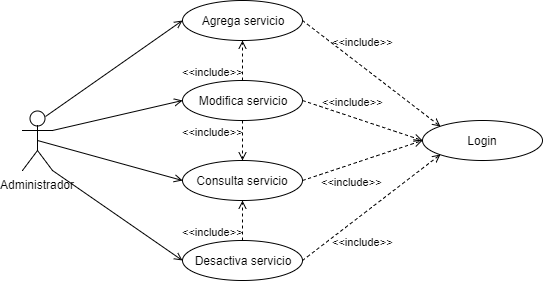 Agrega servicio
<<include>>
<<include>>
Modifica servicio
<<include>>
<<include>>
Login
Consulta servicio
<<include>>
Administrador
<<include>>
<<include>>
Desactiva servicio